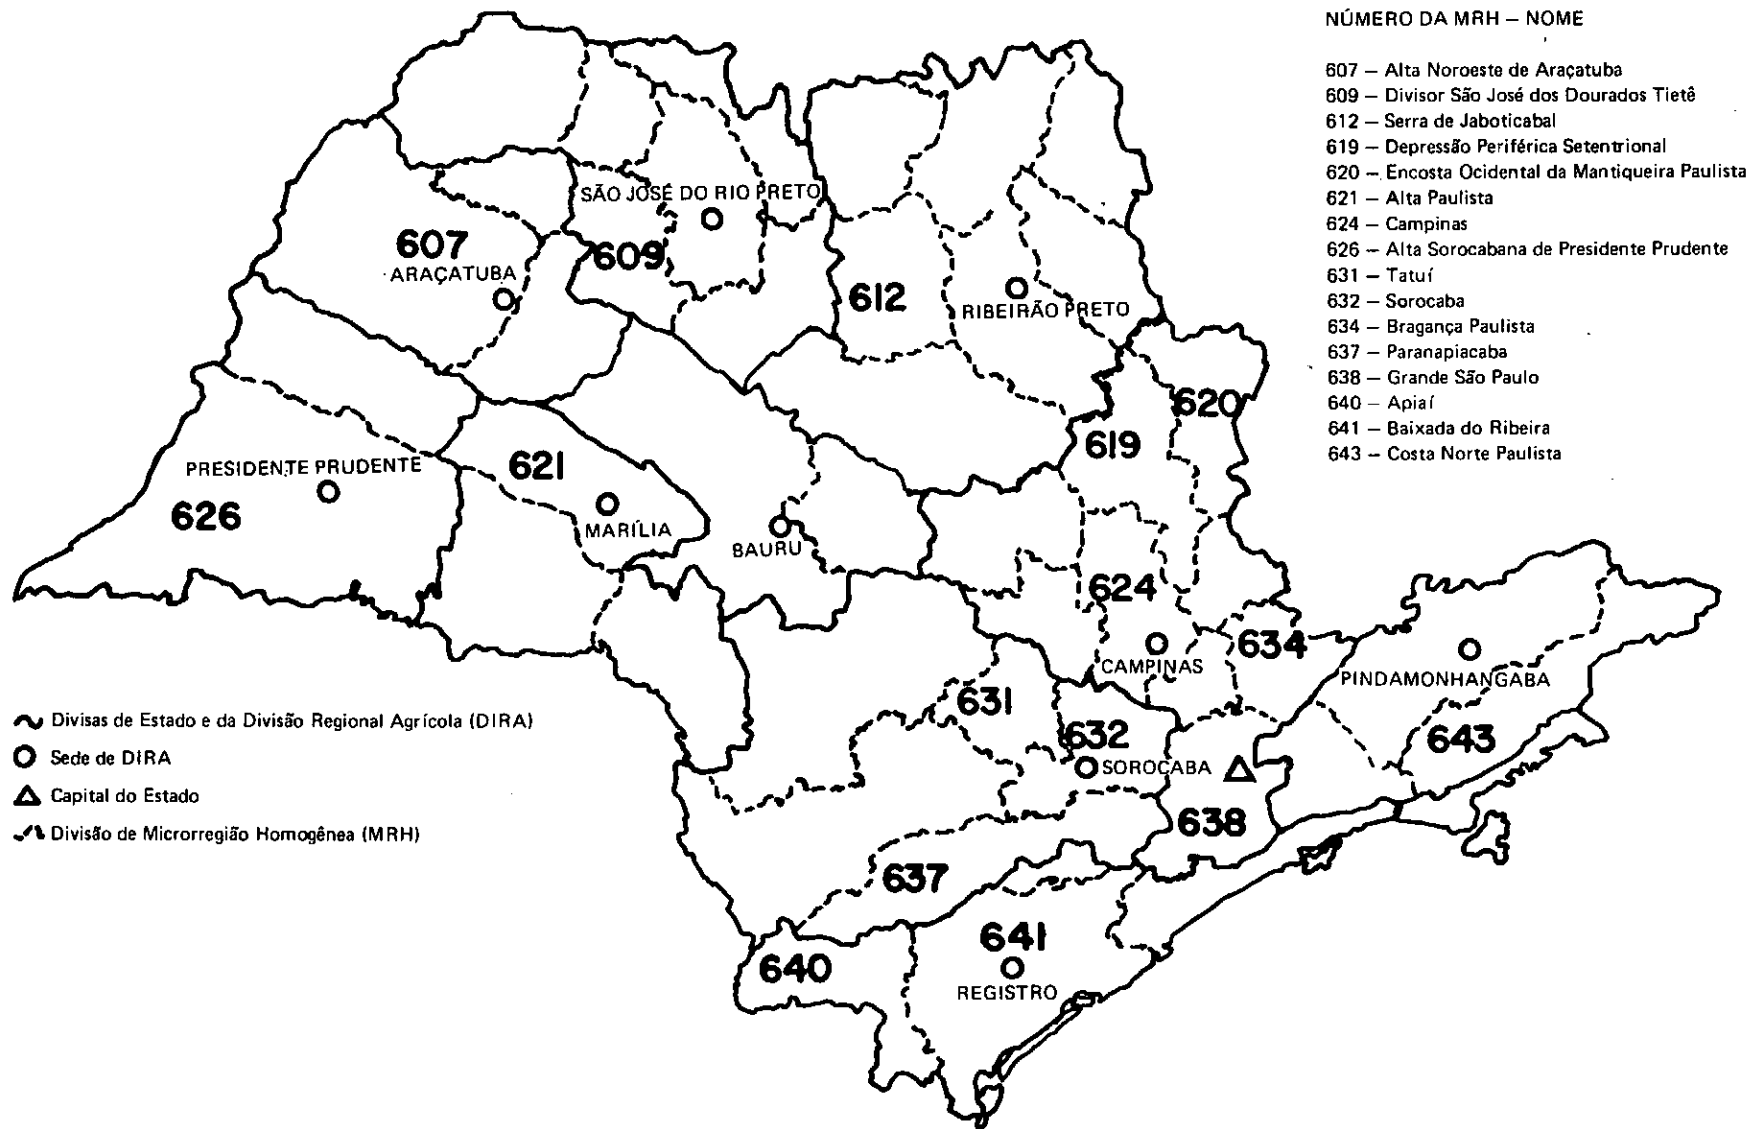 NÚMERO DA MRH – NOME
607 – Alta Noroeste de Araçatuba
609 – Divisor São José dos Dourados Tietê
612 – Serra de Jaboticabal
619 – Depressão Periférica Setentrional
620 – Encosta Ocidental da Mantiqueira Paulista
621 – Alta Paulista
624 – Campinas
626 – Alta Sorocabana de Presidente Prudente
631 – Tatuí
632 – Sorocaba
634 – Bragança Paulista
637 – Paranapiacaba
638 – Grande São Paulo
640 – Apiaí
641 – Baixada do Ribeira
643 – Costa Norte Paulista
SÃO JOSÉ DO RIO PRETO
607
609
ARAÇATUBA
612
RIBEIRÃO PRETO
620
619
PRESIDENTE PRUDENTE
621
626
MARÍLIA
BAURU
624
634
CAMPINAS
PINDAMONHANGABA
631
632
643
SOROCABA
638
637
641
640
REGISTRO
Divisas de Estado e da Divisão Regional Agrícola (DIRA)
Sede de DIRA
Capital do Estado
Divisão de Microrregião Homogênea (MRH)